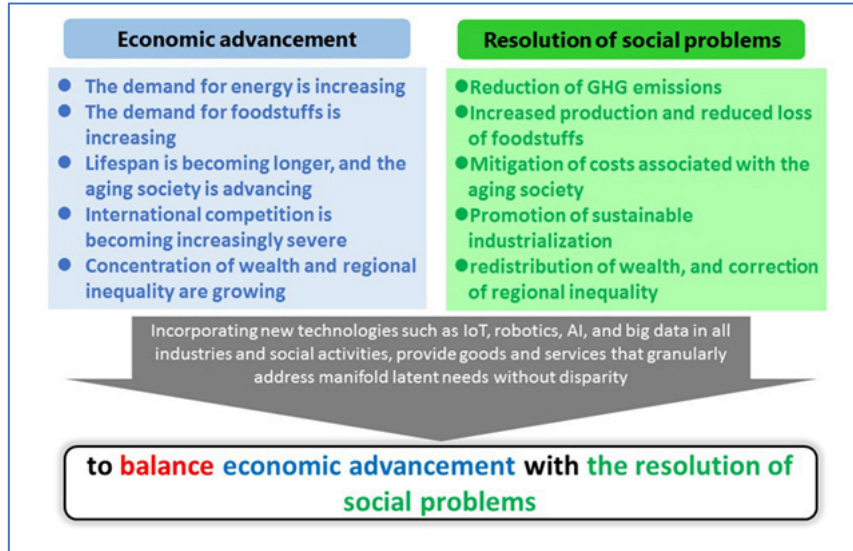 Economic advancement
The demand for energy is increasing
The demand for foodstuffs is
increasing
Lifespan is becoming longer, and the
aging society is advancing
International competition is
becoming increasingly severe
Concentration of wealth and regional
inequality are growing
Resolution of social problems
Reduction of GHG emissions
Increased production and reduced loss
of foodstuffs
Mitigation of costs associated with the
aging society
Promotion of sustainable
industrialization
redistribution of wealth, and correction
of regional inequality
Incorporating new technologies such as IoT, robotics, AI, and big data in all
industries and social activities, provide goods and services that granularly
address manifold latent needs without disparity
to balance economic advancement with the resolution of
social problems